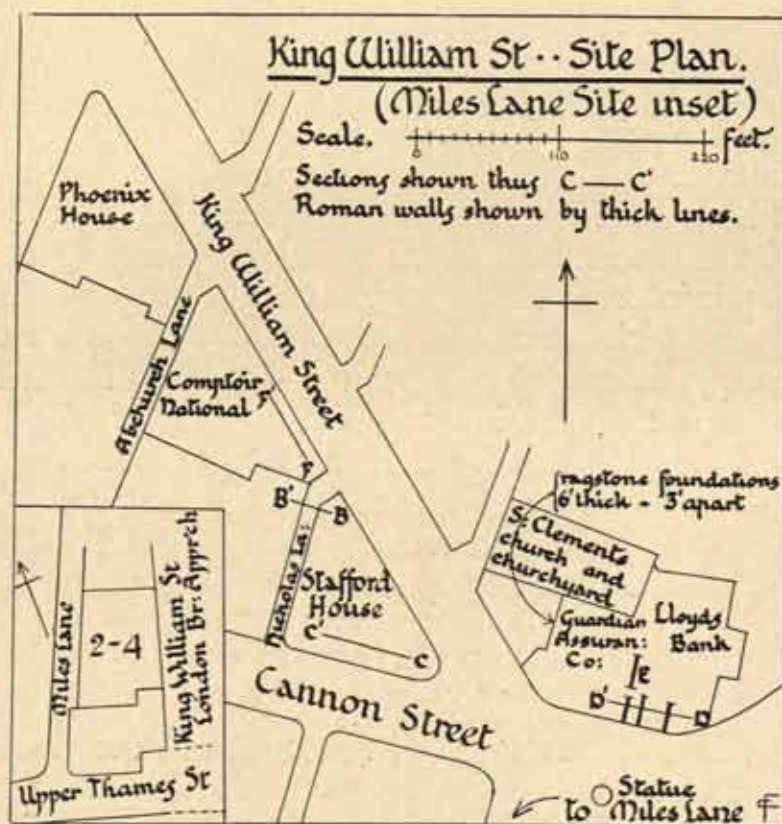 King William St·· Site Plan.
(Miles Lane Site inset)
Scale.
feet.
0
110
220
Sections shown thus C — C'
Roman walls shown by thick lines.
Phoenix
House
King William Street
Abchurch Lane
Comptoir
National
F
B'
B
Nicholas La:
Stafford
House
C'
C
Cannon Street
ragstone foundations
6' thick - 3' apart
St. Clements
church and
churchyard
Guardian
Assuran:
Co:
Lloyds
Bank
E
D'
D
Miles Lane
2-4
King William St
London Br: Appr'ch
Upper Thames St
Statue
to Miles Lane